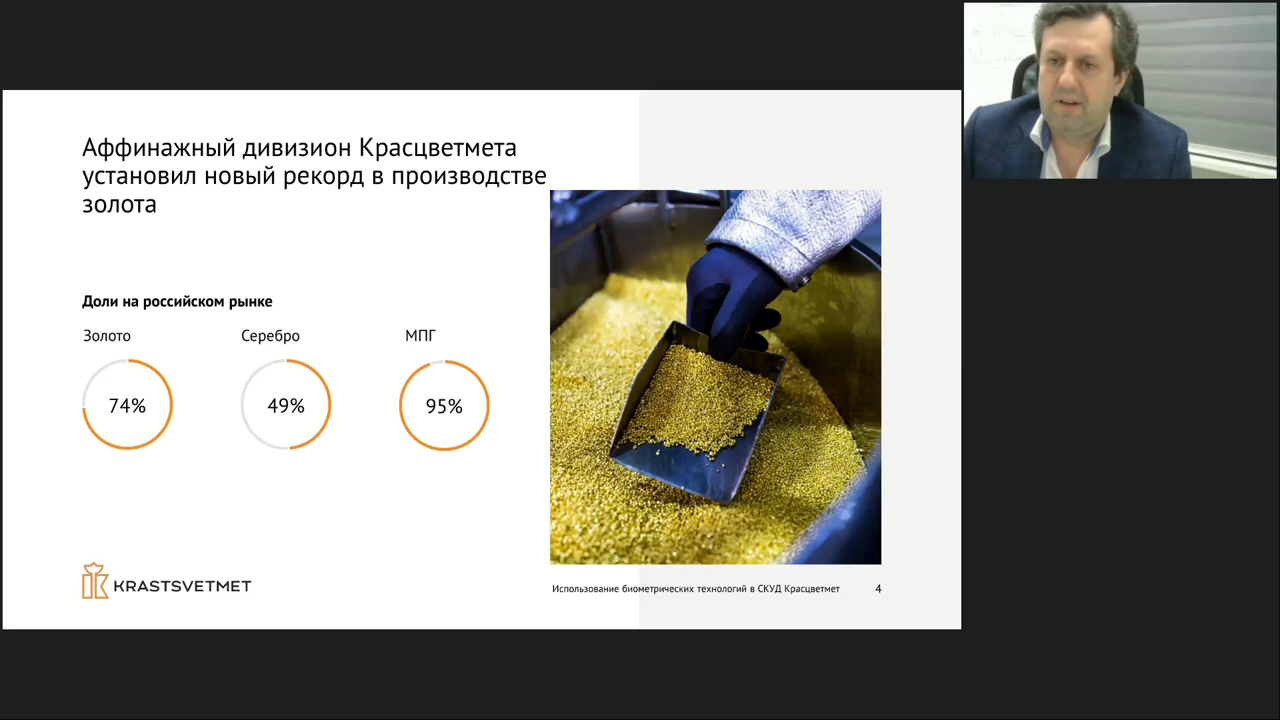 Аффинажный дивизион Красцветмета
установил новый рекорд в производстве
золота
Доли на российском рынке
Золото
Серебро
МПГ
74%
49%
95%
KRASTSVETMET
Использование биометрических технологий в СКУД Красцветмет
4